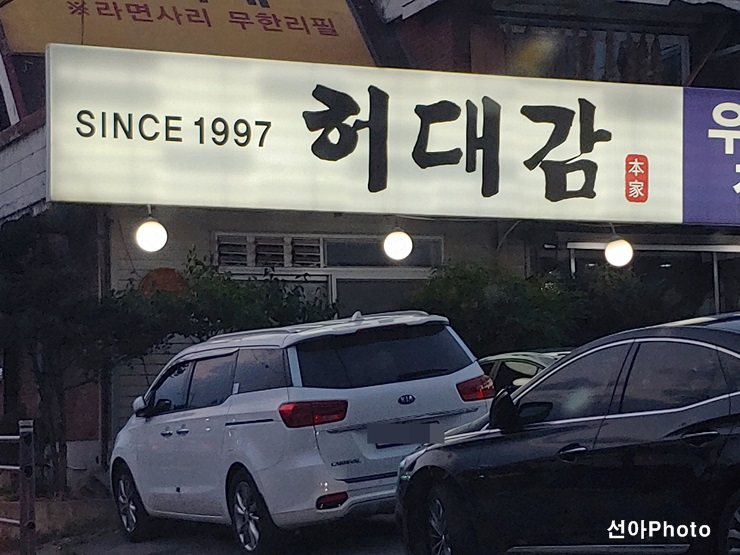 ※라면사리 무한리필
SINCE 1997 허대감
本家
KIA
CARNIVAL
선아Photo